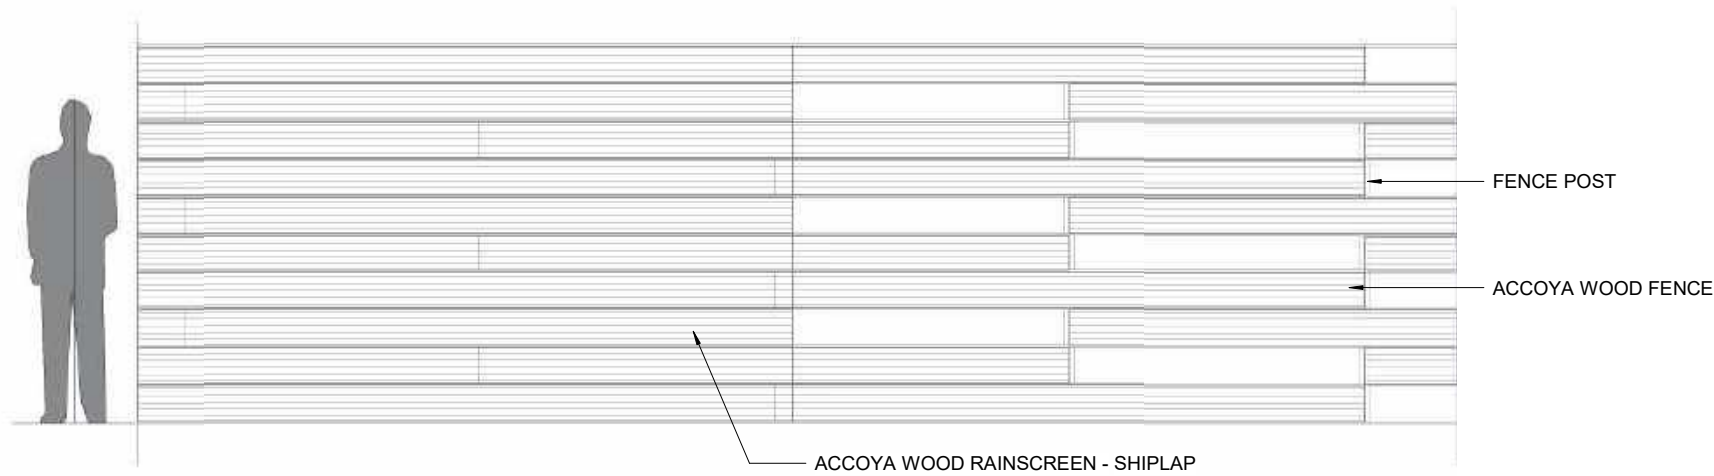 FENCE POST
ACCOYA WOOD FENCE
ACCOYA WOOD RAINSCREEN - SHIPLAP